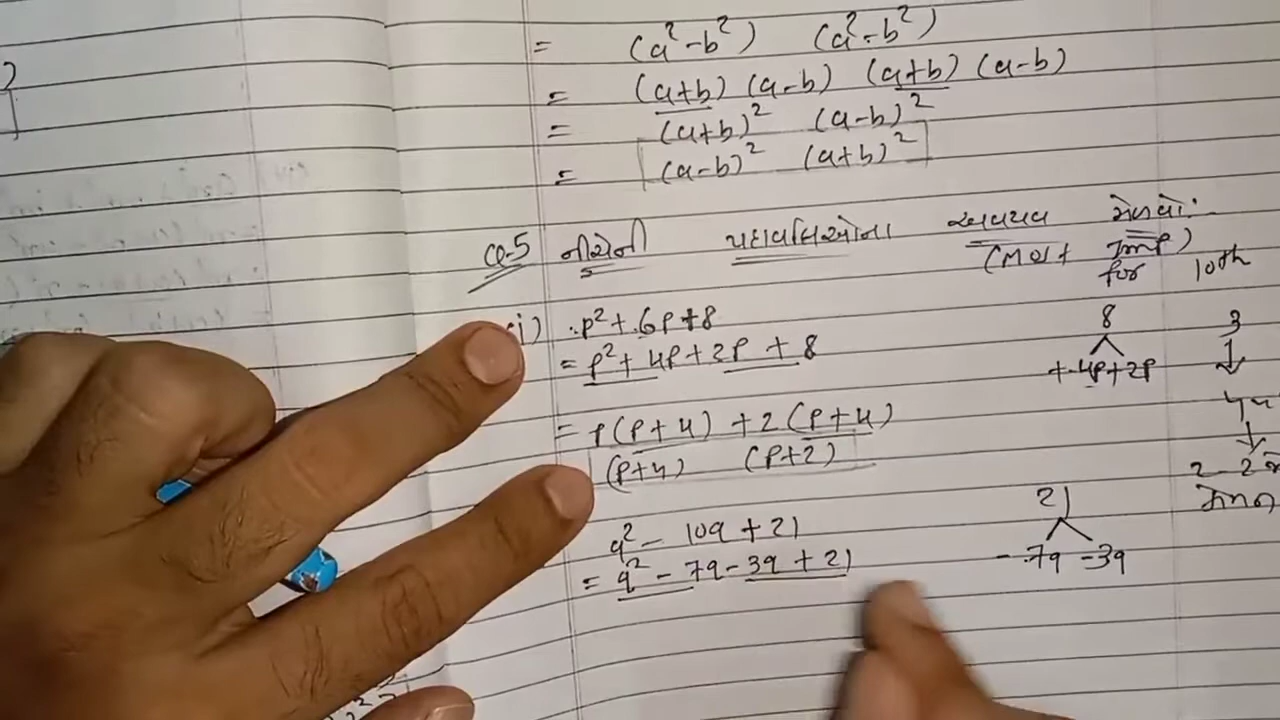 = (a²-b²) (a²-b²)
= (a+b) (a-b) (a+b) (a-b)
= (a+b)² (a-b)²
= (a-b)² (a+b)²
Q-5 નીચેની પદાવલિઓના અવયવ મેળવો:
(Most Imp)
for 10th
i) p² + 6p + 8
= p² + 4p + 2p + 8
8
+4p +2p
3
= p(p+4) + 2(p+4)
(p+4) (p+2)
q² - 10q + 21
= q² - 7q - 3q + 21
21
-7q -3q